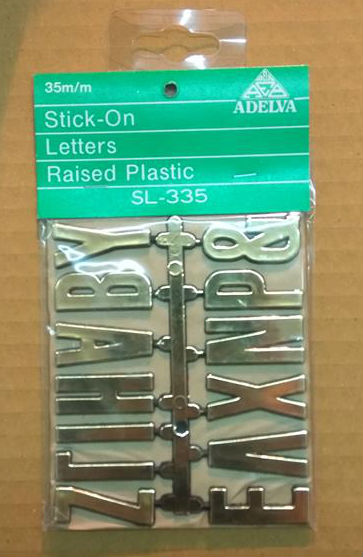 35m/m
ADELVA
Stick-On
Letters
Raised Plastic
SL-335
Y
B
A
H
I
Z
&
P
N
X
V
E